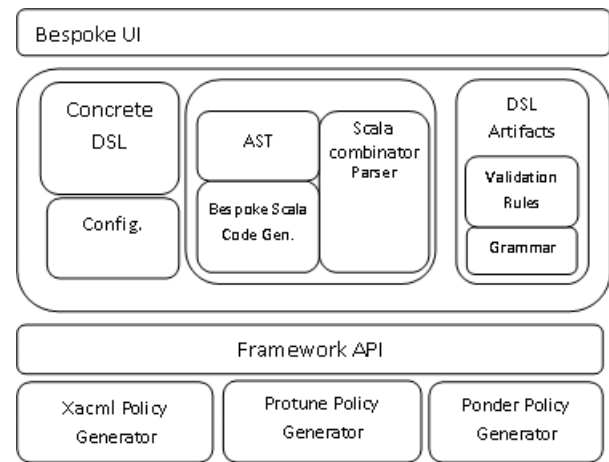 Bespoke UI
Concrete
DSL
Config.
AST
Bespoke Scala
Code Gen.
Scala
combinator
Parser
DSL
Artifacts
Validation
Rules
Grammar
Framework API
Xacml Policy
Generator
Protune Policy
Generator
Ponder Policy
Generator